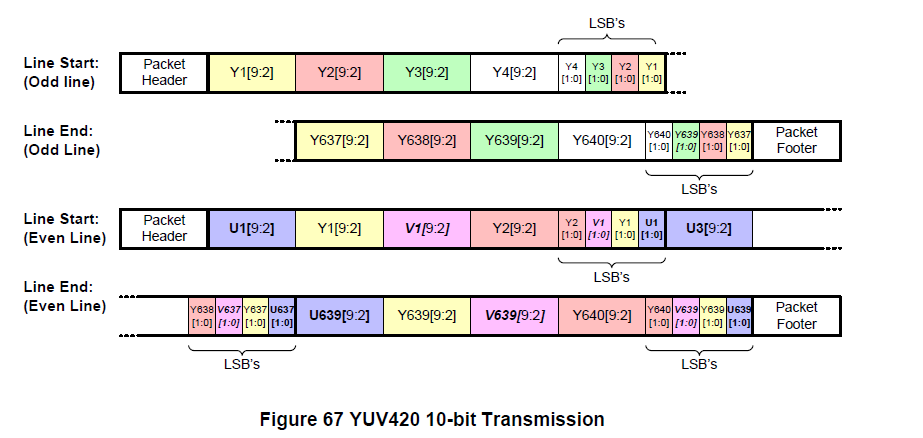 LSB's
Line Start:
(Odd line)
Packet Header Y1[9:2] Y2[9:2] Y3[9:2] Y4[9:2] Y4 [1:0] Y3 [1:0] Y2 [1:0] Y1 [1:0]
Line End:
(Odd Line)
Y637[9:2] Y638[9:2] Y639[9:2] Y640[9:2] Y640 [1:0] Y639 [1:0] Y638 [1:0] Y637 [1:0] Packet Footer
LSB's
Line Start:
(Even Line)
Packet Header U1[9:2] Y1[9:2] V1[9:2] Y2[9:2] Y2 [1:0] V1 [1:0] Y1 [1:0] U1 [1:0] U3[9:2]
LSB's
Line End:
(Even Line)
Y638 [1:0] V637 [1:0] Y637 [1:0] U637 [1:0] U639[9:2] Y639[9:2] V639[9:2] Y640[9:2] Y640 [1:0] V639 [1:0] Y639 [1:0] U639 [1:0] Packet Footer
LSB's LSB's
Figure 67 YUV420 10-bit Transmission